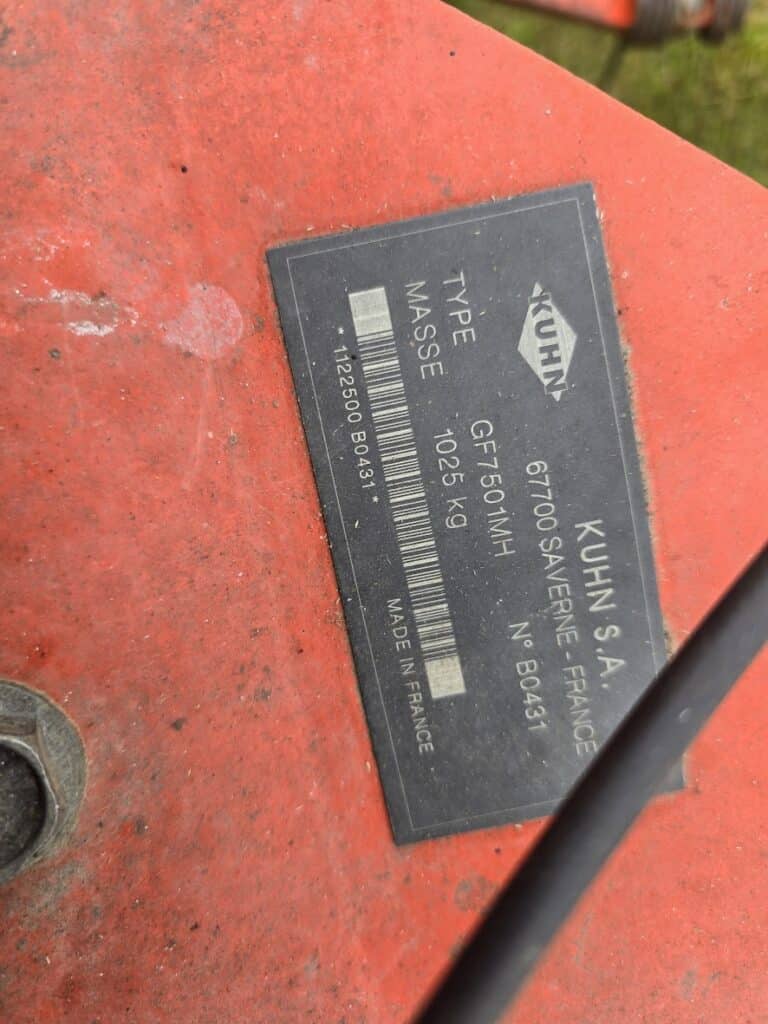 KUHN
KUHN S.A.
67700 SAVERNE - FRANCE
TYPE GF7501MH N° B0431
MASSE 1025 kg
* 1122500 B0431 *
MADE IN FRANCE